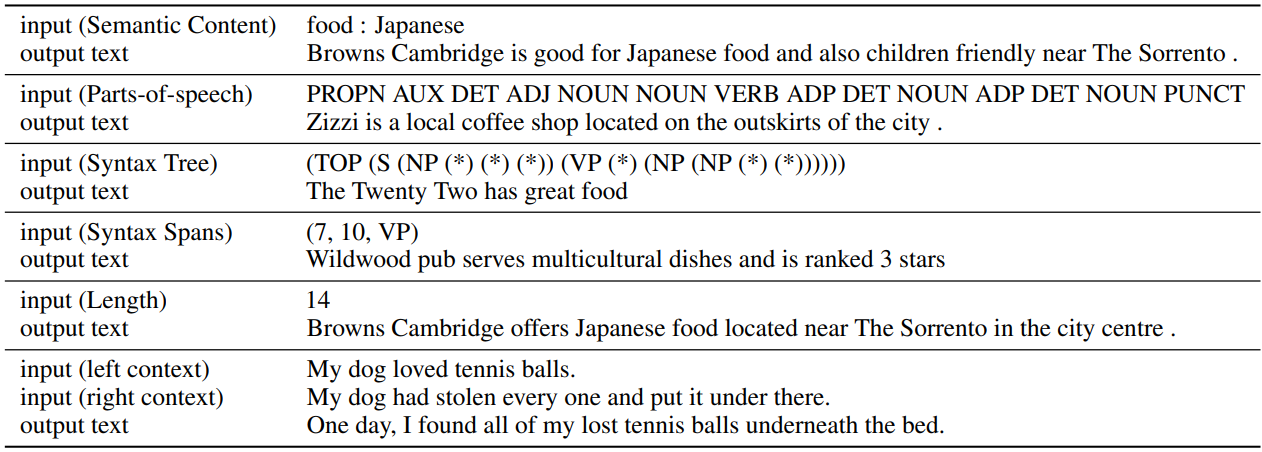 input (Semantic Content) food : Japanese
output text Browns Cambridge is good for Japanese food and also children friendly near The Sorrento .
input (Parts-of-speech) PROPN AUX DET ADJ NOUN NOUN VERB ADP DET NOUN ADP DET NOUN PUNCT
output text Zizzi is a local coffee shop located on the outskirts of the city .
input (Syntax Tree) (TOP (S (NP (*) (*) (*)) (VP (*) (NP (NP (*) (*))))))
output text The Twenty Two has great food
input (Syntax Spans) (7, 10, VP)
output text Wildwood pub serves multicultural dishes and is ranked 3 stars
input (Length) 14
output text Browns Cambridge offers Japanese food located near The Sorrento in the city centre .
input (left context) My dog loved tennis balls.
input (right context) My dog had stolen every one and put it under there.
output text One day, I found all of my lost tennis balls underneath the bed.